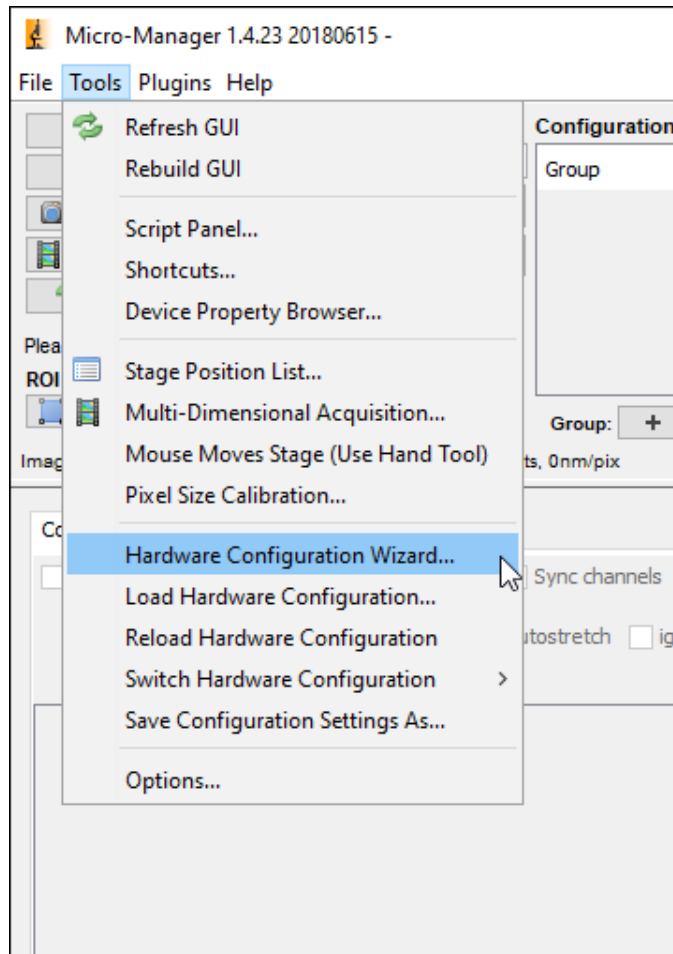 Micro-Manager 1.4.23 20180615 -
File Tools Plugins Help
Refresh GUI
Configuration
Rebuild GUI
Group
Script Panel...
Shortcuts...
Device Property Browser...
Plea
ROI
Stage Position List...
Multi-Dimensional Acquisition...
Group: +
Mouse Moves Stage (Use Hand Tool)
Imag
ts, 0nm/pix
Pixel Size Calibration...
Co
Hardware Configuration Wizard...
Sync channels
Load Hardware Configuration...
Reload Hardware Configuration
utostretch ig
Switch Hardware Configuration >
Save Configuration Settings As...
Options...